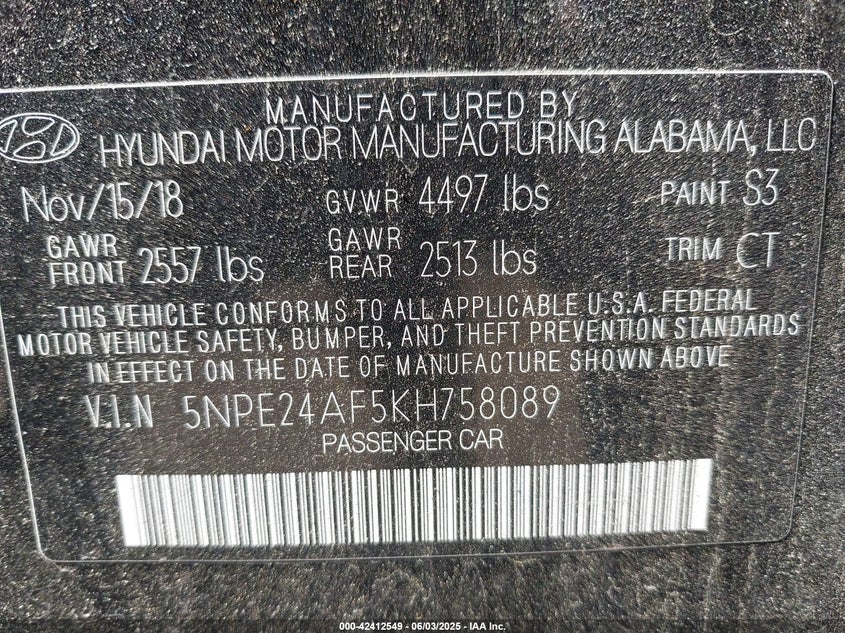 MANUFACTURED BY
HYUNDAI MOTOR MANUFACTURING ALABAMA, LLC
Nov/15/18 GVWR 4497 lbs PAINT S3
GAWR FRONT 2557 lbs GAWR REAR 2513 lbs TRIM CT
THIS VEHICLE CONFORMS TO ALL APPLICABLE U.S.A. FEDERAL
MOTOR VEHICLE SAFETY, BUMPER, AND THEFT PREVENTION STANDARDS
IN EFFECT ON THE DATE OF MANUFACTURE SHOWN ABOVE
V.I.N 5NPE24AF5KH758089
PASSENGER CAR
000-42412549 - 06/03/2025 - IAA Inc.